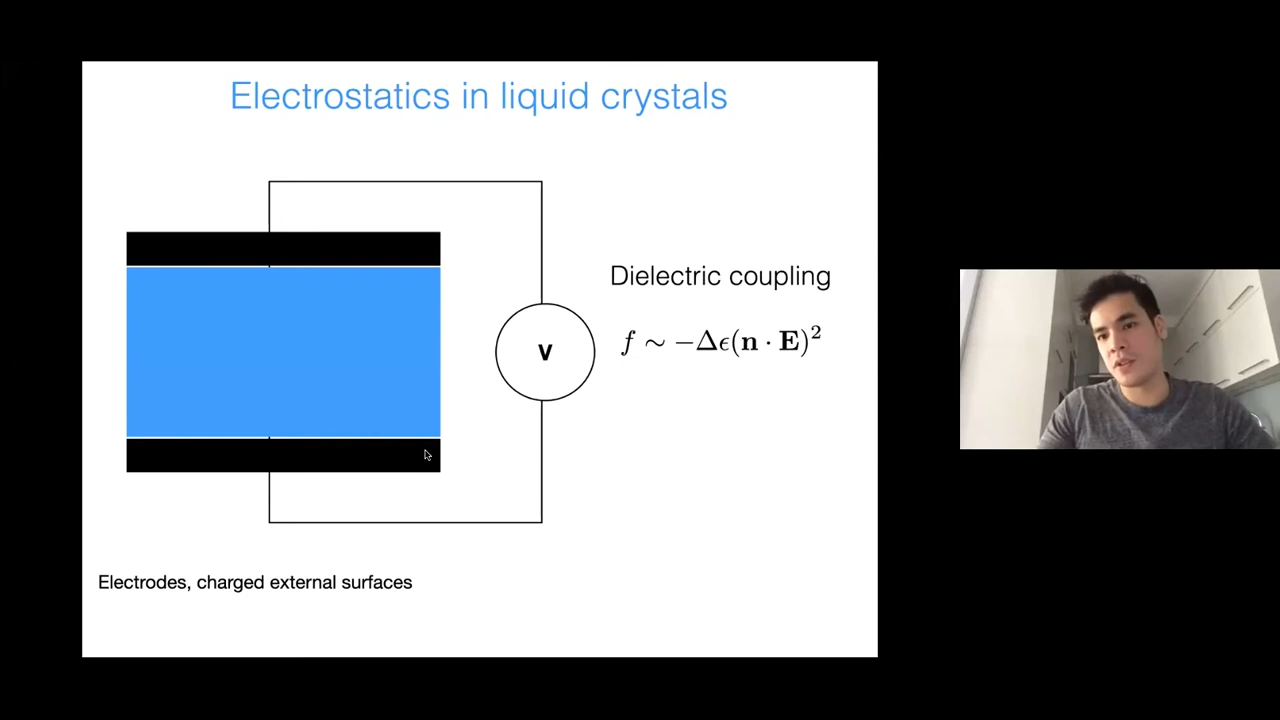 Electrostatics in liquid crystals
Dielectric coupling
V
f ∼ −Δϵ(n · E)²
Electrodes, charged external surfaces